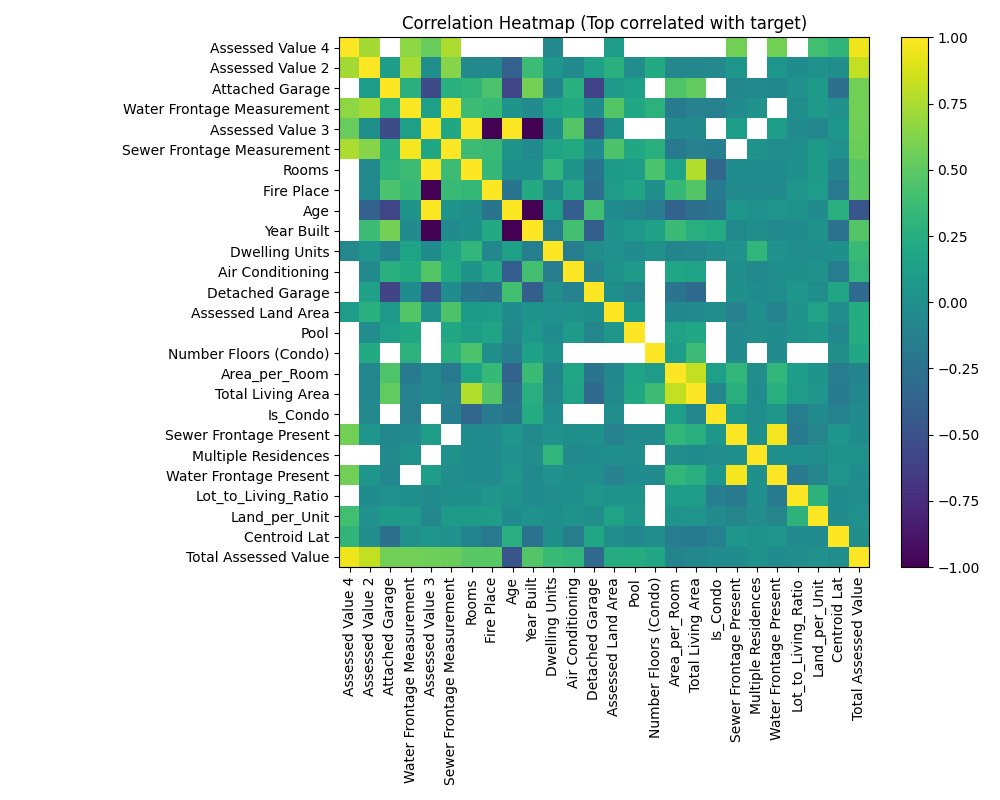 Correlation Heatmap (Top correlated with target)
Assessed Value 4
Assessed Value 2
Attached Garage
Water Frontage Measurement
Assessed Value 3
Sewer Frontage Measurement
Rooms
Fire Place
Age
Year Built
Dwelling Units
Air Conditioning
Detached Garage
Assessed Land Area
Pool
Number Floors (Condo)
Area_per_Room
Total Living Area
Is_Condo
Sewer Frontage Present
Multiple Residences
Water Frontage Present
Lot_to_Living_Ratio
Land_per_Unit
Centroid Lat
Total Assessed Value
Assessed Value 4
Assessed Value 2
Attached Garage
Water Frontage Measurement
Assessed Value 3
Sewer Frontage Measurement
Rooms
Fire Place
Age
Year Built
Dwelling Units
Air Conditioning
Detached Garage
Assessed Land Area
Pool
Number Floors (Condo)
Area_per_Room
Total Living Area
Is_Condo
Sewer Frontage Present
Multiple Residences
Water Frontage Present
Lot_to_Living_Ratio
Land_per_Unit
Centroid Lat
Total Assessed Value
1.00
0.75
0.50
0.25
0.00
−0.25
−0.50
−0.75
−1.00